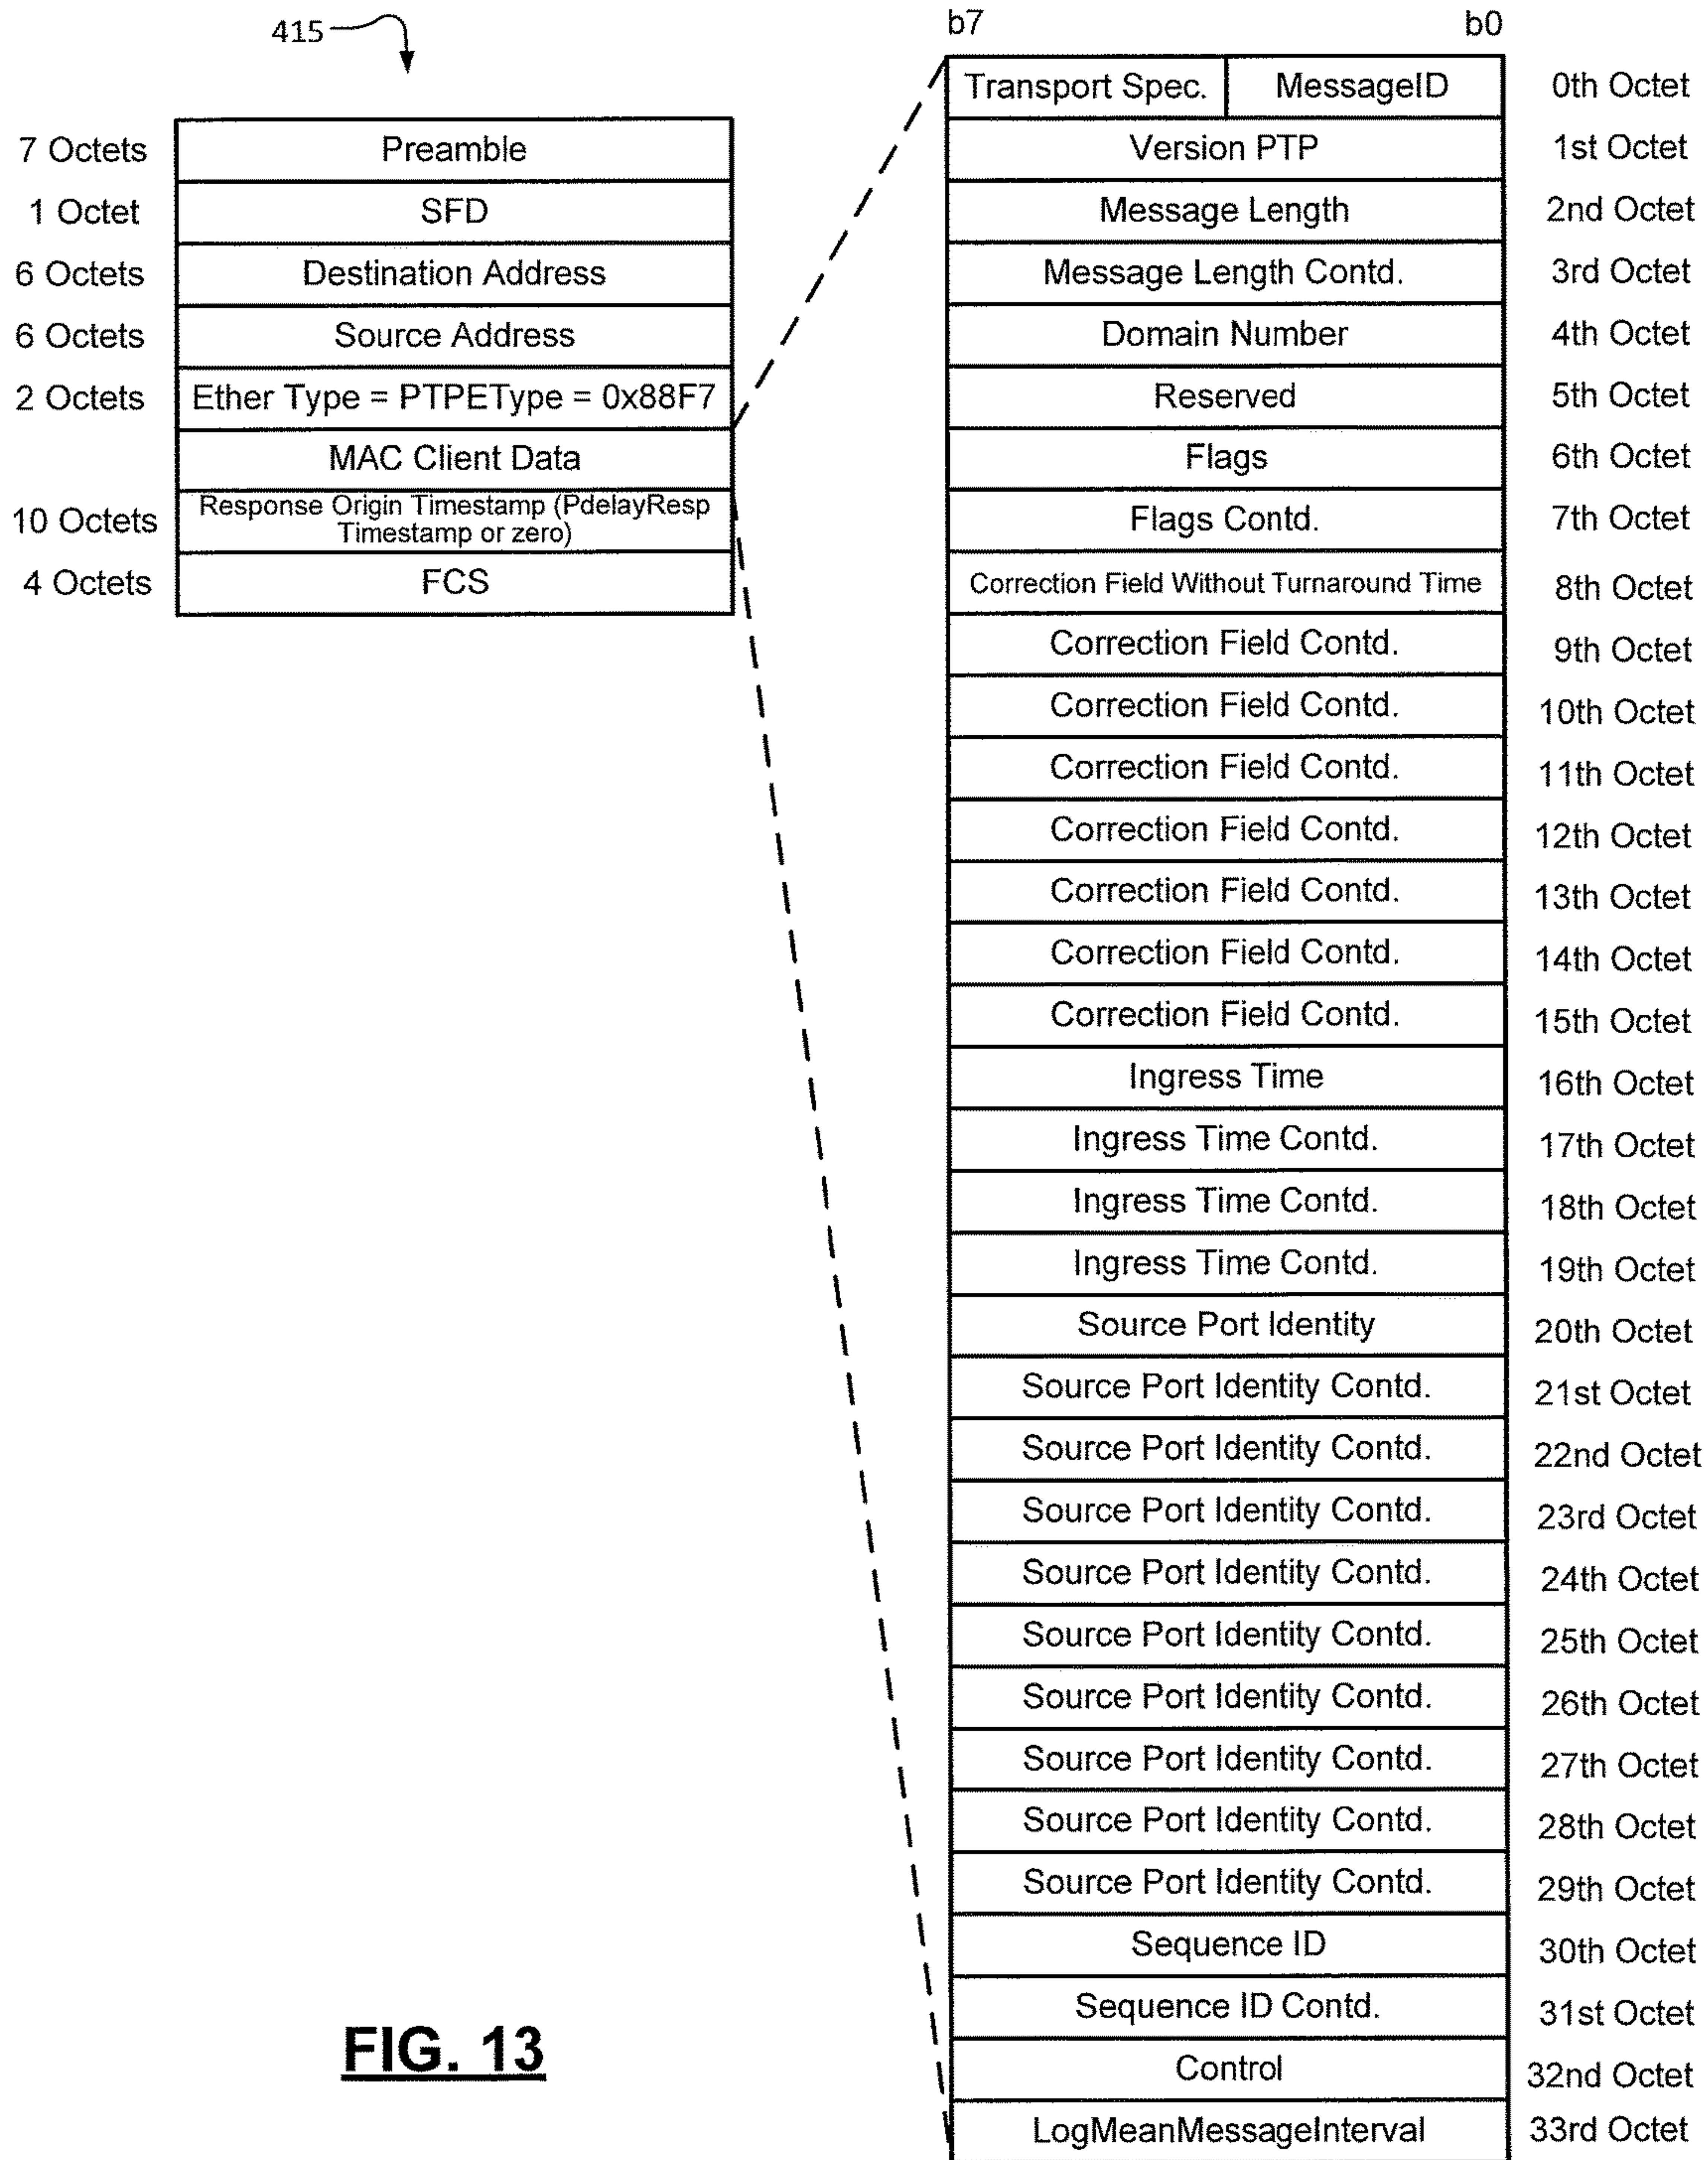 415
7 Octets Preamble
1 Octet SFD
6 Octets Destination Address
6 Octets Source Address
2 Octets Ether Type = PTPEType = 0x88F7
MAC Client Data
10 Octets Response Origin Timestamp (PdelayResp
Timestamp or zero)
4 Octets FCS
b7 b0
Transport Spec. MessageID 0th Octet
Version PTP 1st Octet
Message Length 2nd Octet
Message Length Contd. 3rd Octet
Domain Number 4th Octet
Reserved 5th Octet
Flags 6th Octet
Flags Contd. 7th Octet
Correction Field Without Turnaround Time 8th Octet
Correction Field Contd. 9th Octet
Correction Field Contd. 10th Octet
Correction Field Contd. 11th Octet
Correction Field Contd. 12th Octet
Correction Field Contd. 13th Octet
Correction Field Contd. 14th Octet
Correction Field Contd. 15th Octet
Ingress Time 16th Octet
Ingress Time Contd. 17th Octet
Ingress Time Contd. 18th Octet
Ingress Time Contd. 19th Octet
Source Port Identity 20th Octet
Source Port Identity Contd. 21st Octet
Source Port Identity Contd. 22nd Octet
Source Port Identity Contd. 23rd Octet
Source Port Identity Contd. 24th Octet
Source Port Identity Contd. 25th Octet
Source Port Identity Contd. 26th Octet
Source Port Identity Contd. 27th Octet
Source Port Identity Contd. 28th Octet
Source Port Identity Contd. 29th Octet
Sequence ID 30th Octet
Sequence ID Contd. 31st Octet
Control 32nd Octet
LogMeanMessageInterval 33rd Octet
FIG. 13